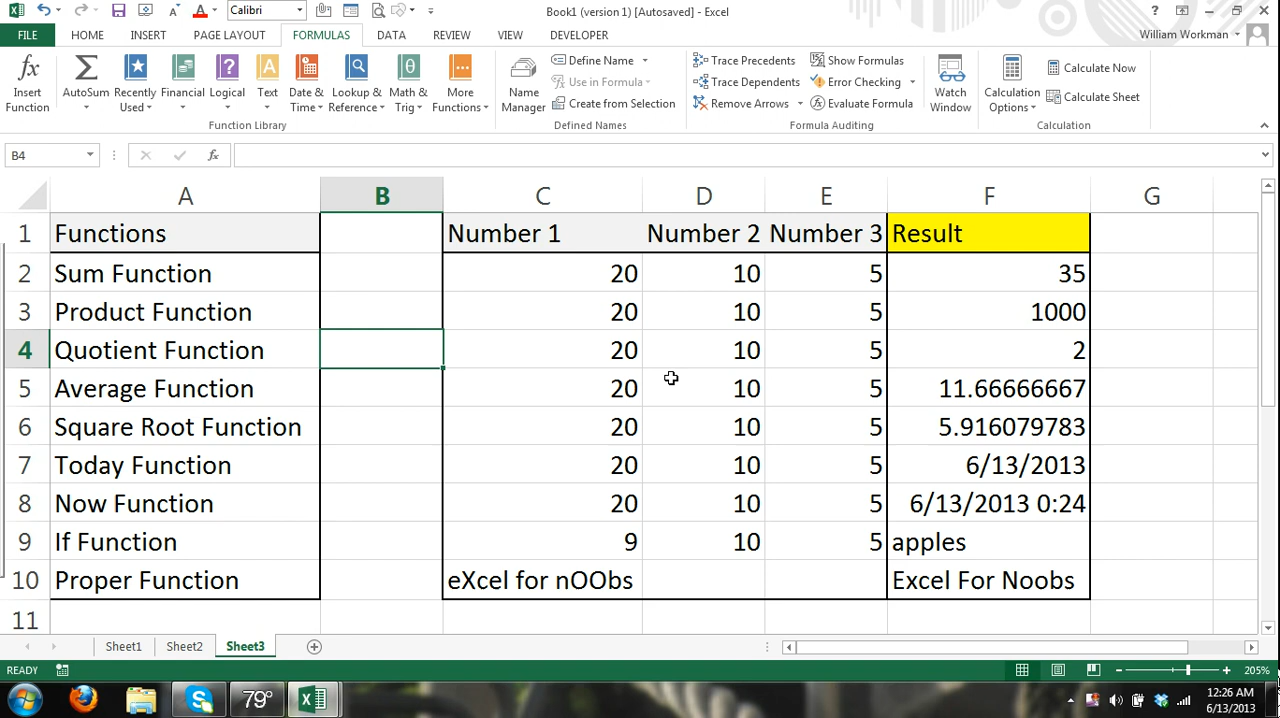 Calibri
Book1 (version 1) [Autosaved] - Excel
FILE HOME INSERT PAGE LAYOUT FORMULAS DATA REVIEW VIEW DEVELOPER William Workman
Insert Function
AutoSum
Recently Used
Financial
Logical
Text
Date & Time
Lookup & Reference
Math & Trig
More Functions
Function Library
Name Manager
Define Name
Use in Formula
Create from Selection
Defined Names
Trace Precedents
Trace Dependents
Remove Arrows
Show Formulas
Error Checking
Evaluate Formula
Formula Auditing
Watch Window
Calculation Options
Calculate Now
Calculate Sheet
Calculation
B4 fx
A B C D E F G
1 Functions Number 1 Number 2 Number 3 Result
2 Sum Function 20 10 5 35
3 Product Function 20 10 5 1000
4 Quotient Function 20 10 5 2
5 Average Function 20 10 5 11.66666667
6 Square Root Function 20 10 5 5.916079783
7 Today Function 20 10 5 6/13/2013
8 Now Function 20 10 5 6/13/2013 0:24
9 If Function 9 10 5 apples
10 Proper Function eXcel for nOObs Excel For Noobs
11
Sheet1 Sheet2 Sheet3
READY 205%
79° 12:26 AM
6/13/2013